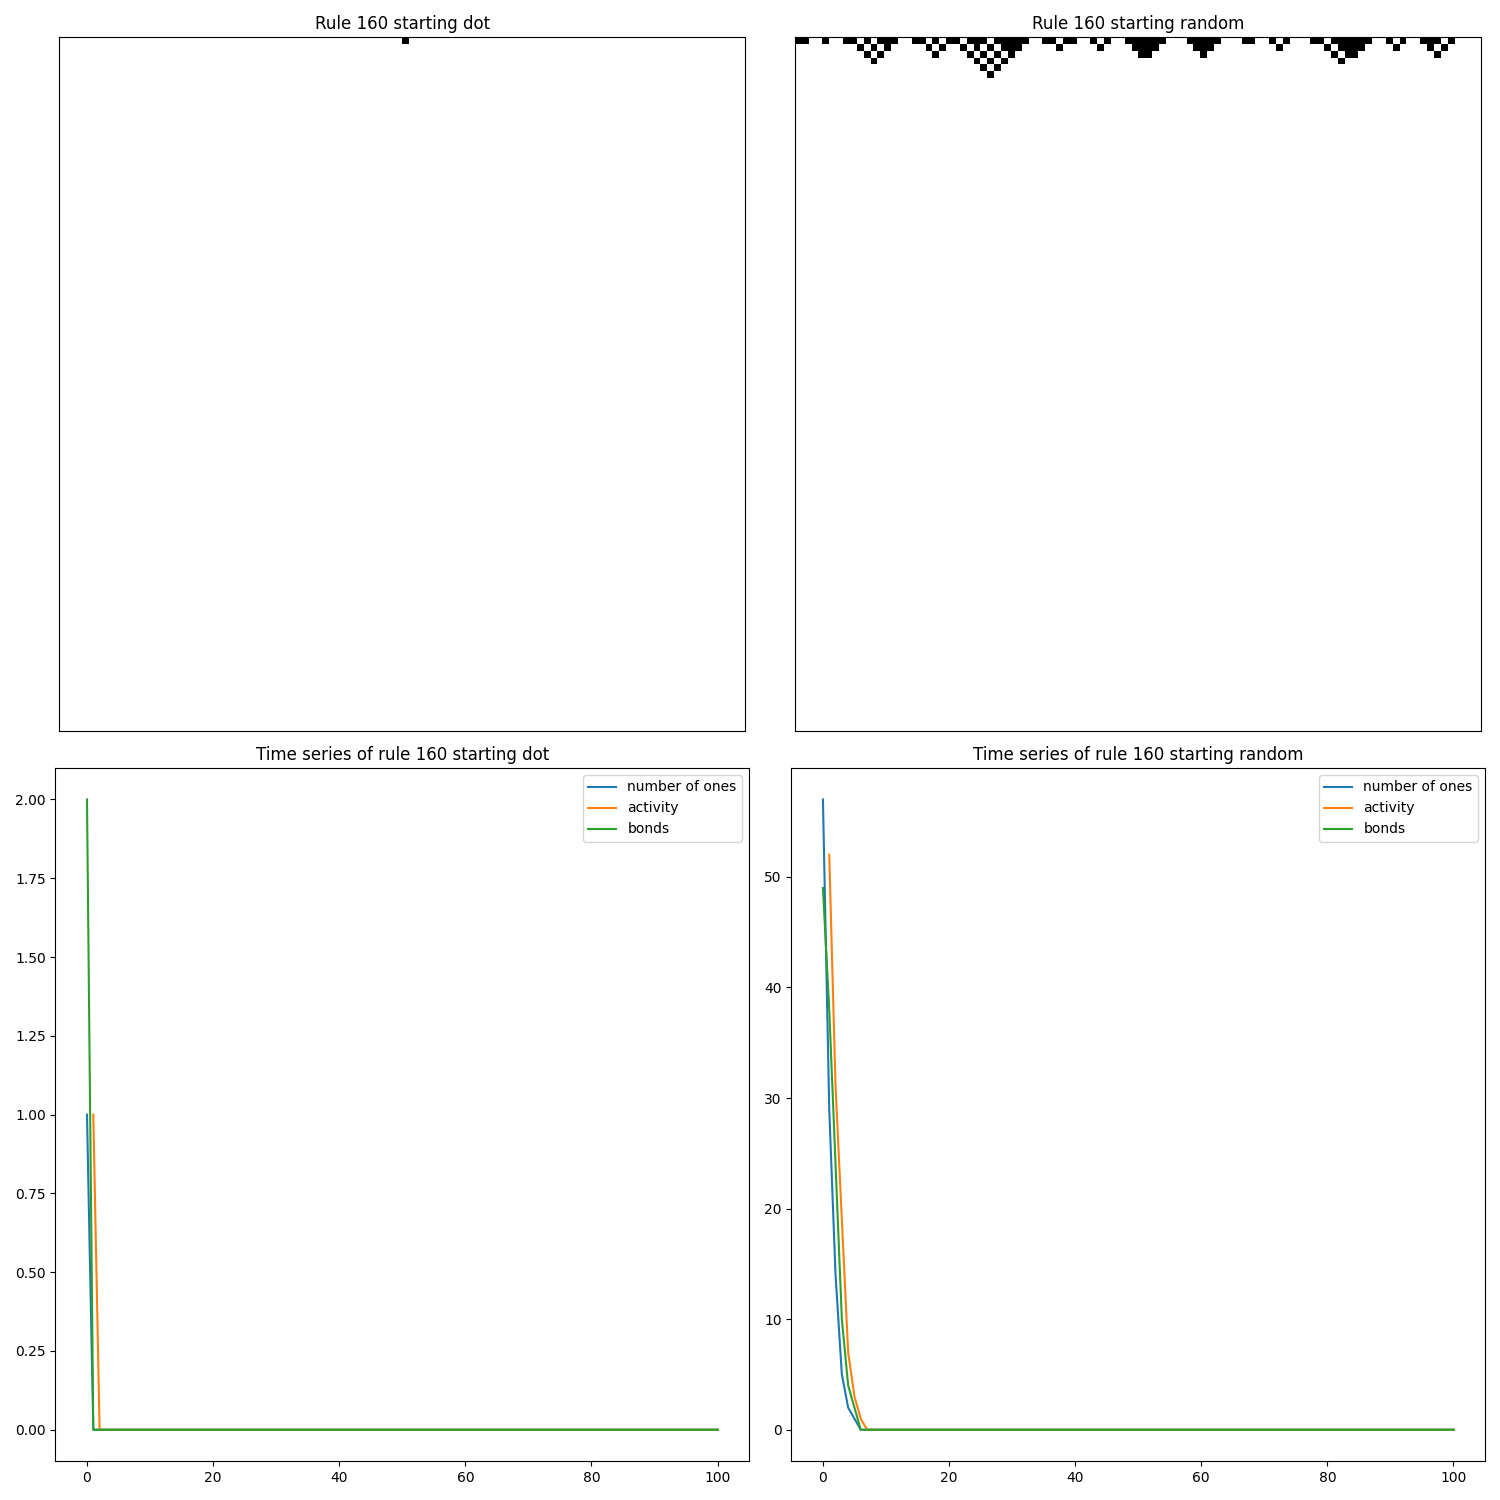 Rule 160 starting dot
Rule 160 starting random
Time series of rule 160 starting dot
2.00
1.75
1.50
1.25
1.00
0.75
0.50
0.25
0.00
0 20 40 60 80 100
number of ones
activity
bonds
Time series of rule 160 starting random
50
40
30
20
10
0
0 20 40 60 80 100
number of ones
activity
bonds